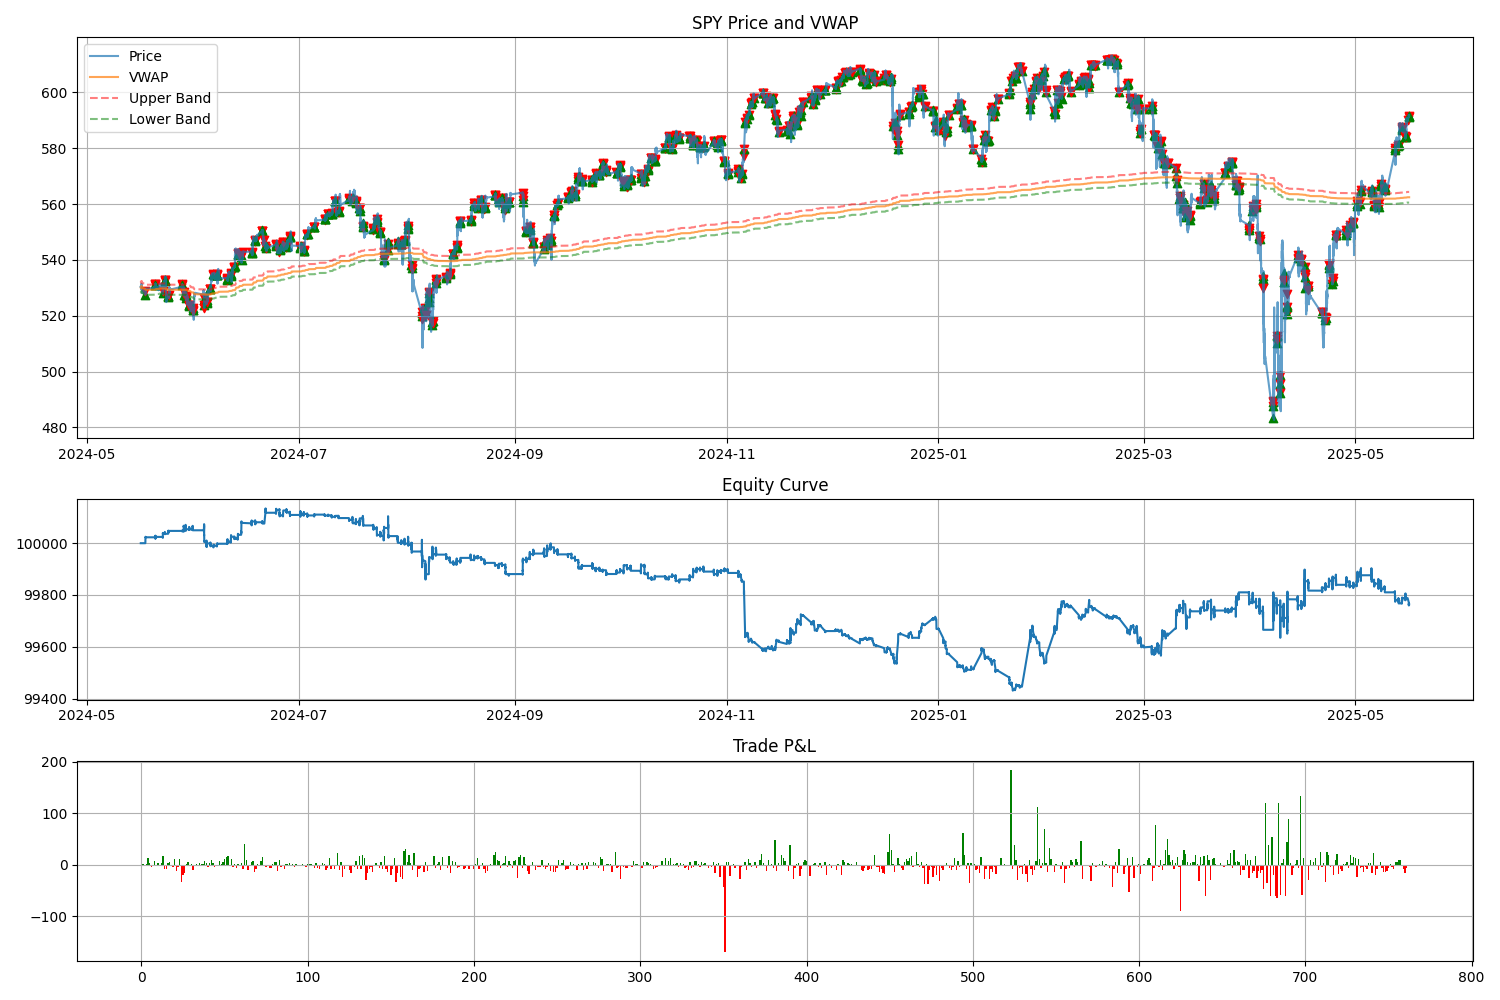 SPY Price and VWAP
Price
VWAP
Upper Band
Lower Band
600
580
560
540
520
500
480
2024-05 2024-07 2024-09 2024-11 2025-01 2025-03 2025-05
Equity Curve
100000
99800
99600
99400
2024-05 2024-07 2024-09 2024-11 2025-01 2025-03 2025-05
Trade P&L
200
100
0
−100
0 100 200 300 400 500 600 700 800